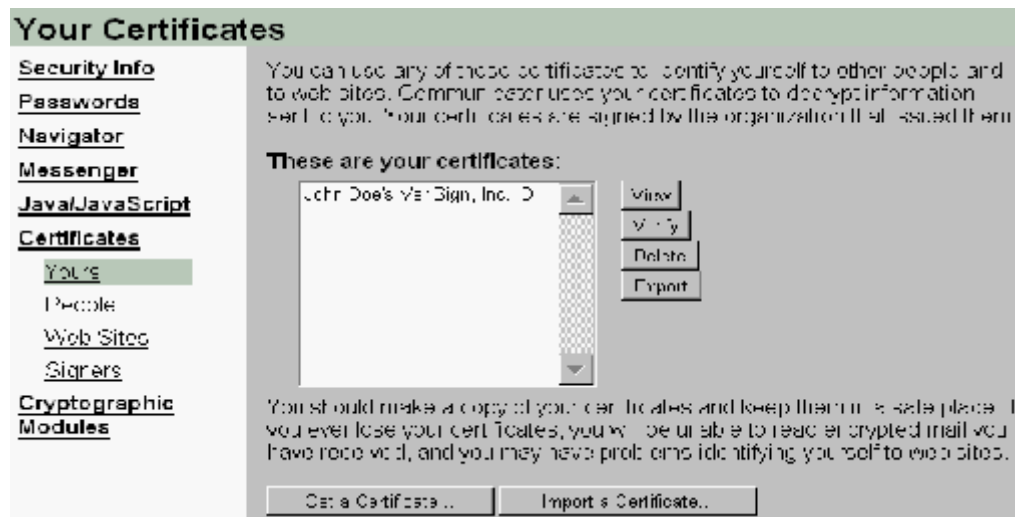 Your Certificates
Security Info
Passwords
Navigator
Messenger
Java/JavaScript
Certificates
Yours
People
Web Sites
Signers
Cryptographic
Modules
You can use any of these certificates to identify yourself to other people and
to web sites. Communicator uses your certificates to decrypt information
sent to you. Your certificates are signed by the organization that issued them
These are your certificates:
John Doe's VeriSign, Inc. ID
View
Verify
Delete
Export
You should make a copy of your certificates and keep them in a safe place. I
you ever lose your certificates, you will be unable to read encrypted mail you
have received, and you may have problems identifying yourself to web sites.
Get a Certificate...
Import a Certificate...